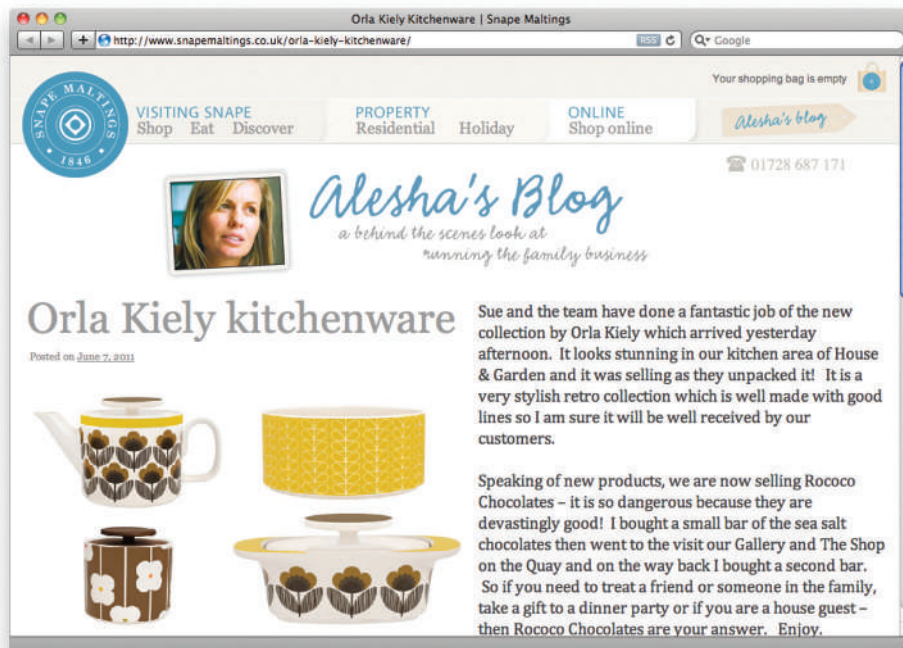 Orla Kiely Kitchenware | Snape Maltings
http://www.snapemaltings.co.uk/orla-kiely-kitchenware/
RSS
Google
Your shopping bag is empty
SNAPE MALTINGS
1846
VISITING SNAPE
Shop Eat Discover
PROPERTY
Residential Holiday
ONLINE
Shop online
Alesha's blog
01728 687 171
Alesha's Blog
a behind the scenes look at
running the family business
Orla Kiely kitchenware
Posted on June 7, 2011
Sue and the team have done a fantastic job of the new
collection by Orla Kiely which arrived yesterday
afternoon. It looks stunning in our kitchen area of House
& Garden and it was selling as they unpacked it! It is a
very stylish retro collection which is well made with good
lines so I am sure it will be well received by our
customers.
Speaking of new products, we are now selling Rococo
Chocolates – it is so dangerous because they are
devastingly good! I bought a small bar of the sea salt
chocolates then went to the visit our Gallery and The Shop
on the Quay and on the way back I bought a second bar.
So if you need to treat a friend or someone in the family,
take a gift to a dinner party or if you are a house guest –
then Rococo Chocolates are your answer. Enjoy.